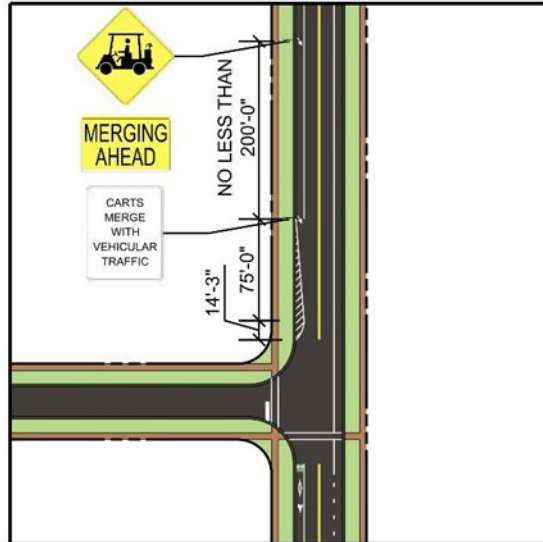 MERGING
AHEAD
CARTS
MERGE
WITH
VEHICULAR
TRAFFIC
NO LESS THAN
200'-0"
75'-0"
14'-3"